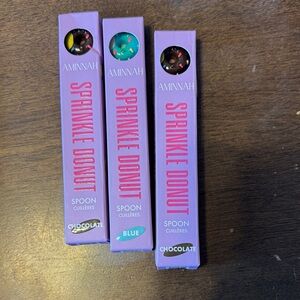 AMINNAH
SPRINKLE DONUT
SPOON
CUILLÈRES
CHOCOLATE
AMINNAH
SPRINKLE DONUT
SPOON
CUILLÈRES
BLUE
AMINNAH
SPRINKLE DONUT
SPOON
CUILLÈRES
CHOCOLATE